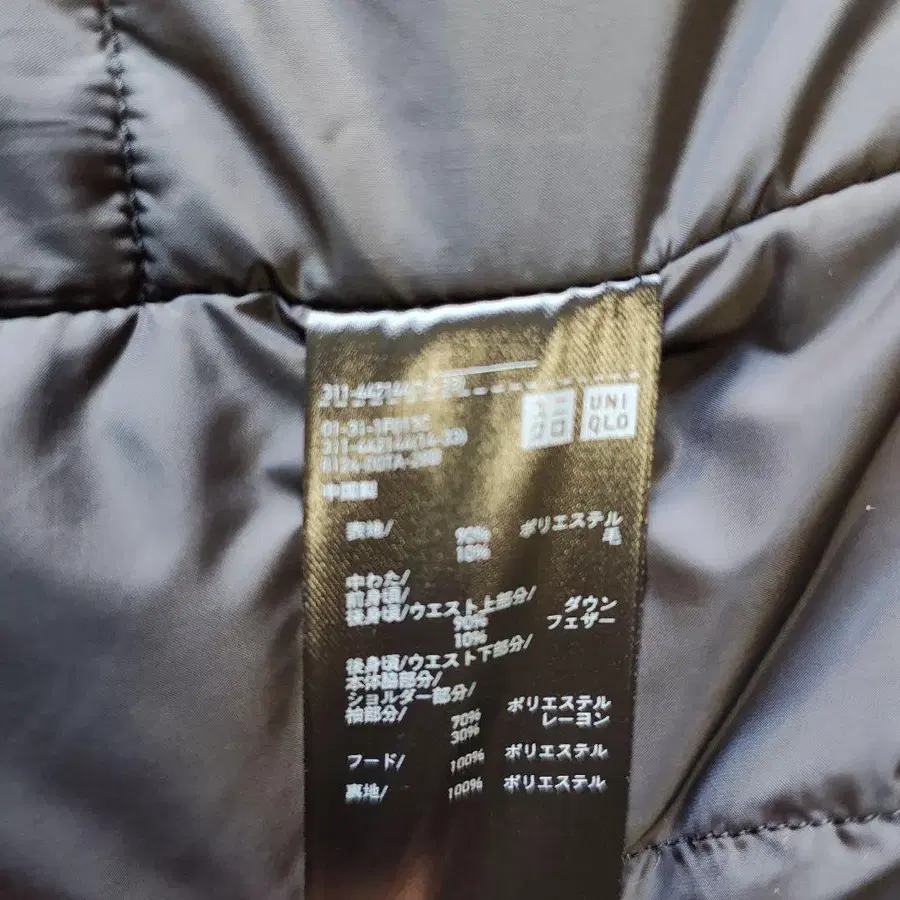 ユニクロ
UNIQLO
中国製
表地/ 90% ポリエステル
10% 毛
中わた/
前身頃/
後身頃/ウエスト上部分/
90% ダウン
10% フェザー
後身頃/ウエスト下部分/
本体脇部分/
ショルダー部分/
袖部分/
70% ポリエステル
30% レーヨン
フード/ 100% ポリエステル
裏地/ 100% ポリエステル